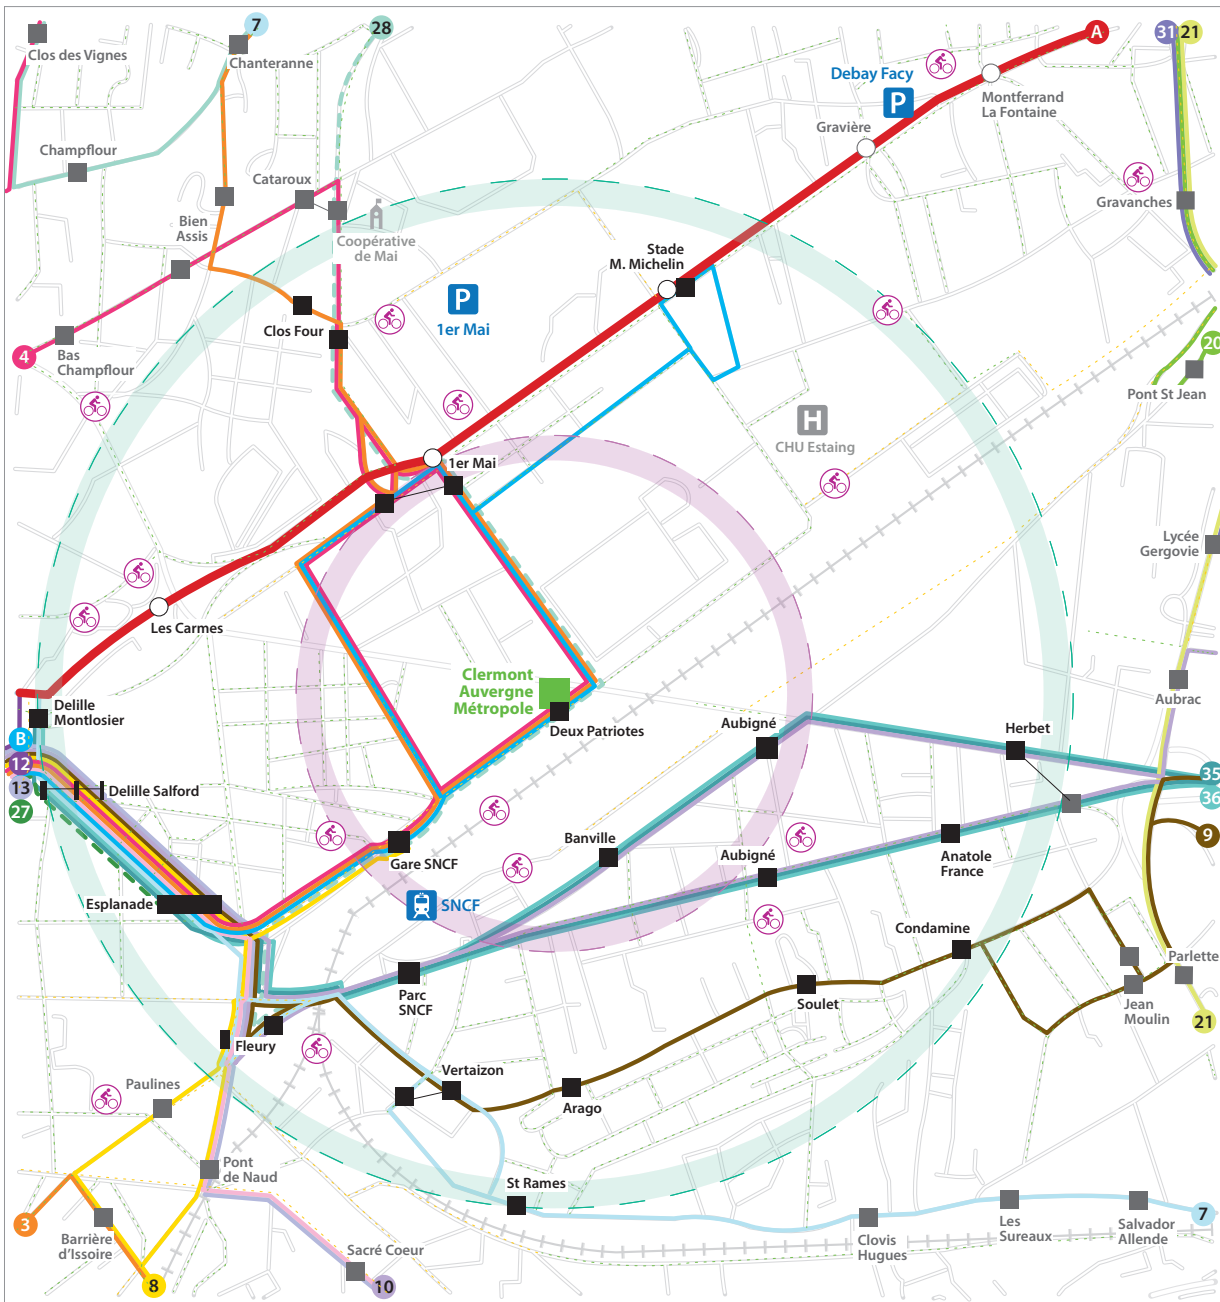 7
28
A
31
21
Clos des Vignes
Chanteranne
Debay Facy
P
Montferrand
La Fontaine
Gravière
Champflour
Cataroux
Gravanches
Bien
Assis
Coopérative
de Mai
Stade
M. Michelin
P
1er Mai
Clos Four
20
4
Bas
Champflour
Pont St Jean
H
CHU Estaing
1er Mai
Lycée
Gergovie
Les Carmes
Clermont
Auvergne
Métropole
Aubrac
Delille
Montlosier
Deux Patriotes
Aubigné
Herbet
B
12
13
27
Delille Salford
35
36
9
Banville
Aubigné
Anatole
France
Gare SNCF
Esplanade
SNCF
Condamine
Parlette
Parc
SNCF
Soulet
Jean
Moulin
21
Fleury
Vertaizon
Paulines
Arago
Pont
de Naud
St Rames
3
Barrière
d'Issoire
Clovis
Hugues
Les
Sureaux
Salvador
Allende
7
Sacré Coeur
8
10